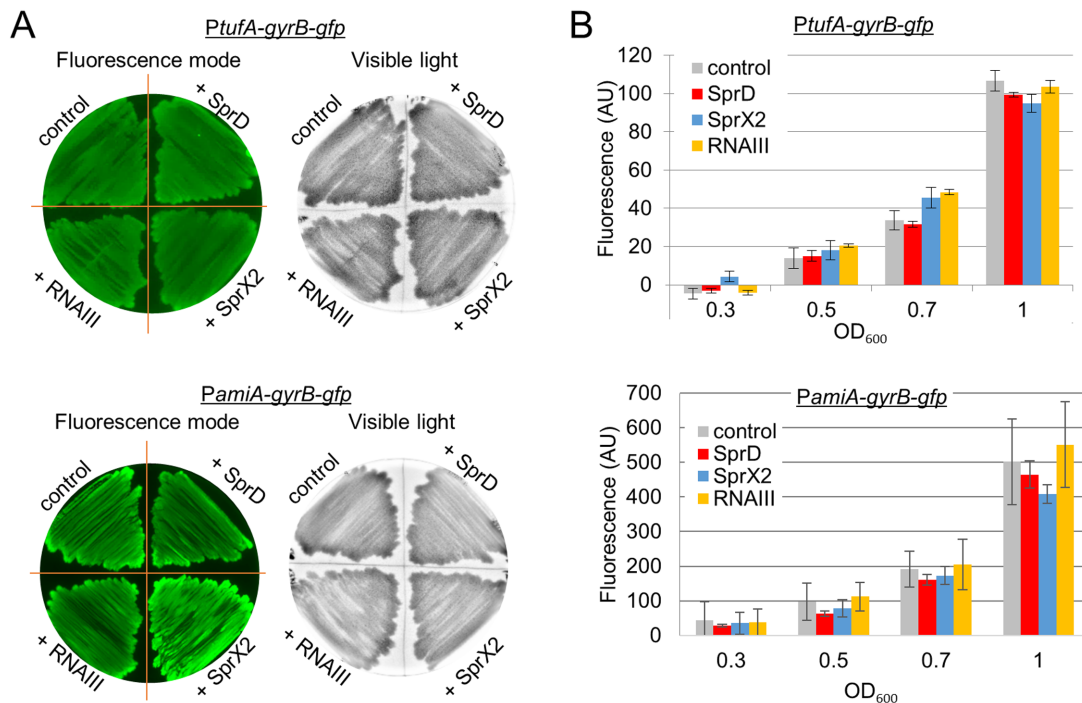 A
PtufA-gyrB-gfp
Fluorescence mode
Visible light
control
+ SprD
+ RNAIII
+ SprX2
control
+ SprD
+ RNAIII
+ SprX2
PamiA-gyrB-gfp
Fluorescence mode
Visible light
control
+ SprD
+ RNAIII
+ SprX2
control
+ SprD
+ RNAIII
+ SprX2
B
PtufA-gyrB-gfp
Fluorescence (AU)
120
100
80
60
40
20
0
control
SprD
SprX2
RNAIII
0.3 0.5 0.7 1
OD600
PamiA-gyrB-gfp
Fluorescence (AU)
700
600
500
400
300
200
100
0
control
SprD
SprX2
RNAIII
0.3 0.5 0.7 1
OD600